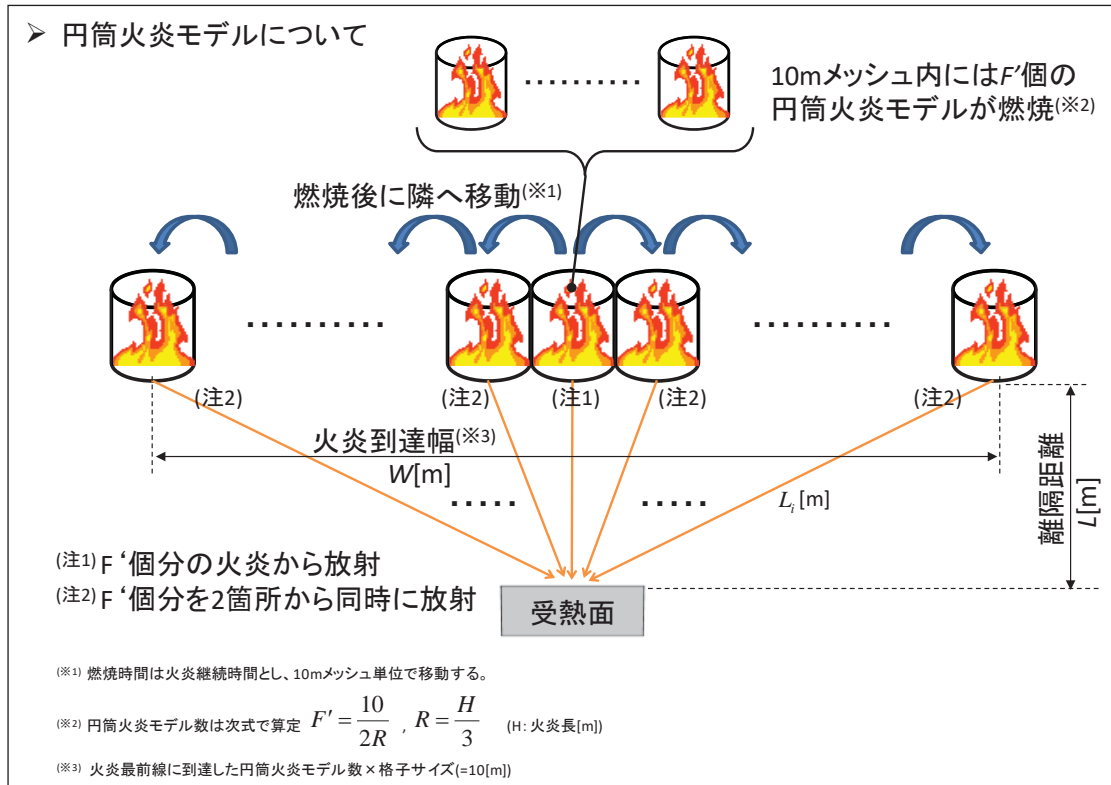 ➢ 円筒火炎モデルについて
10mメッシュ内にはF′個の
円筒火炎モデルが燃焼(※2)
燃焼後に隣へ移動(※1)
(注2) (注2) (注1) (注2) (注2)
火炎到達幅(※3)
W[m]
L_i [m]
離隔距離
L[m]
(注1) F ‘個分の火炎から放射
(注2) F ‘個分を2箇所から同時に放射
受熱面
(※1) 燃焼時間は火炎継続時間とし、10mメッシュ単位で移動する。
(※2) 円筒火炎モデル数は次式で算定 F′ = 10/2R , R = H/3 (H: 火炎長[m])
(※3) 火炎最前線に到達した円筒火炎モデル数×格子サイズ(=10[m])